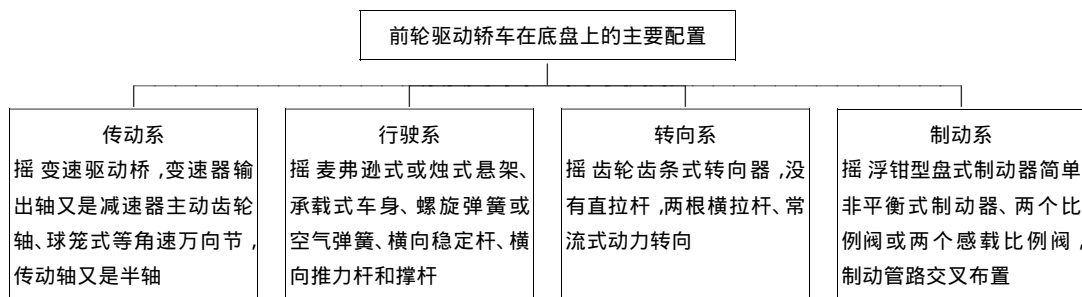 前轮驱动轿车在底盘上的主要配置
传动系
摇 变速驱动桥 ,变速器输
出轴又是减速器主动齿轮
轴、球笼式等角速万向节 ,
传动轴又是半轴
行驶系
摇 麦弗逊式或烛式悬架、
承载式车身、螺旋弹簧或
空气弹簧、横向稳定杆、横
向推力杆和撑杆
转向系
摇 齿轮齿条式转向器 ,没
有直拉杆 ,两根横拉杆、常
流式动力转向
制动系
摇 浮钳型盘式制动器简单
非平衡式制动器、两个比
例阀或两个感载比例阀 ,
制动管路交叉布置